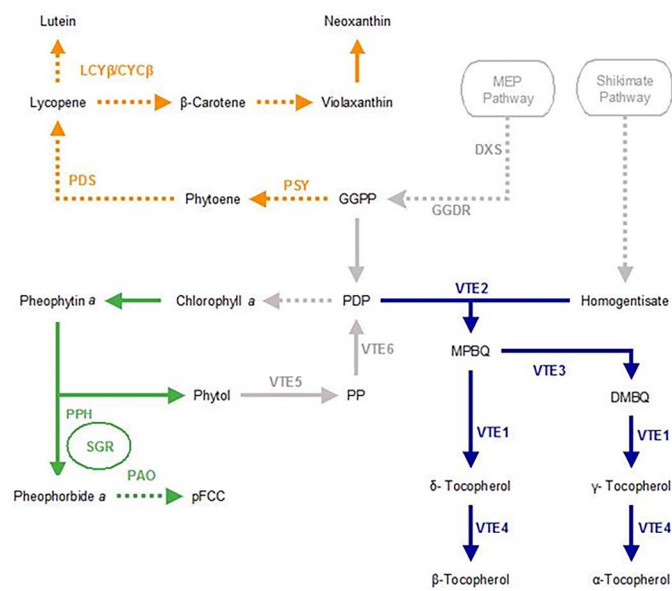 Lutein
Neoxanthin
LCYβ/CYCβ
Lycopene
β-Carotene
Violaxanthin
MEP
Pathway
Shikimate
Pathway
DXS
PDS
Phytoene
PSY
GGPP
GGDR
Pheophytin a
Chlorophyll a
PDP
VTE2
Homogentisate
VTE6
MPBQ
VTE3
Phytol
VTE5
PP
DMBQ
PPH
SGR
VTE1
VTE1
PAO
Pheophorbide a
pFCC
δ- Tocopherol
γ- Tocopherol
VTE4
VTE4
β-Tocopherol
α-Tocopherol